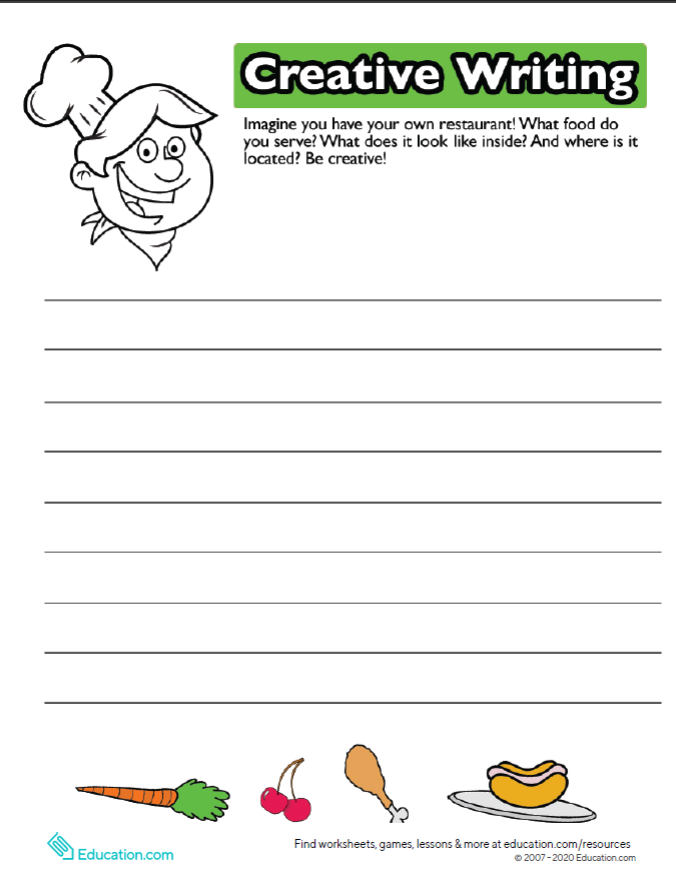 Creative Writing
Imagine you have your own restaurant! What food do
you serve? What does it look like inside? And where is it
located? Be creative!
Education.com
Find worksheets, games, lessons & more at education.com/resources
© 2007 - 2020 Education.com